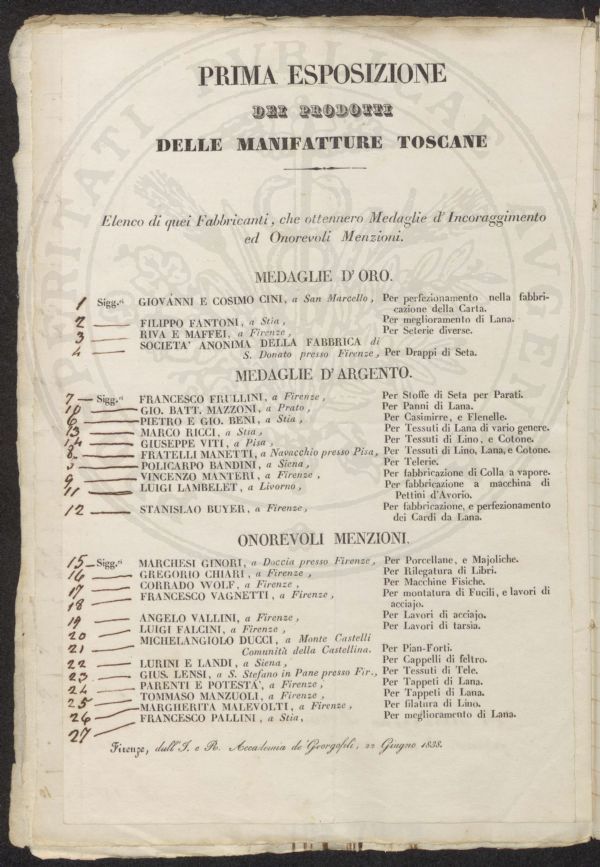 PRIMA ESPOSIZIONE
DEI PRODOTTI
DELLE MANIFATTURE TOSCANE
Elenco di quei Fabbricanti, che ottennero Medaglie d'Incoraggimento
ed Onorevoli Menzioni.
MEDAGLIE D'ORO.
1 Sigg.ri GIOVANNI E COSIMO CINI, a San Marcello, Per perfezionamento nella fabbri-
cazione della Carta.
2 FILIPPO FANTONI, a Stia, Per meglioramento di Lana.
3 RIVA E MAFFEI, a Firenze, Per Seterie diverse.
4 SOCIETA' ANONIMA DELLA FABBRICA di
S. Donato presso Firenze, Per Drappi di Seta.
MEDAGLIE D'ARGENTO.
7 Sigg.ri FRANCESCO FRULLINI, a Firenze, Per Stoffe di Seta per Parati.
10 GIO. BATT. MAZZONI, a Prato, Per Panni di Lana.
6 PIETRO E GIO. BENI, a Stia, Per Casimirre, e Flenelle.
13 MARCO RICCI, a Stia, Per Tessuti di Lana di vario genere.
14 GIUSEPPE VITI, a Pisa, Per Tessuti di Lino, e Cotone.
8 FRATELLI MANETTI, a Navacchio presso Pisa, Per Tessuti di Lino, Lana, e Cotone.
POLICARPO BANDINI, a Siena, Per Telerie.
9 VINCENZO MANTERI, a Firenze, Per fabbricazione di Colla a vapore.
11 LUIGI LAMBELET, a Livorno, Per fabbricazione a macchina di
Pettini d'Avorio.
12 STANISLAO BUYER, a Firenze, Per fabbricazione, e perfezionamento
dei Cardi da Lana.
ONOREVOLI MENZIONI.
15 Sigg.ri MARCHESI GINORI, a Doccia presso Firenze, Per Porcellane, e Majoliche.
16 GREGORIO CHIARI, a Firenze, Per Rilegatura di Libri.
17 CORRADO WOLF, a Firenze, Per Macchine Fisiche.
18 FRANCESCO VAGNETTI, a Firenze, Per montatura di Fucili, e lavori di
acciajo.
19 ANGELO VALLINI, a Firenze, Per Lavori di acciajo.
20 LUIGI FALCINI, a Firenze, Per Lavori di tarsia.
21 MICHELANGIOLO DUCCI, a Monte Castelli
Comunità della Castellina. Per Pian-Forti.
22 LURINI E LANDI, a Siena, Per Cappelli di feltro.
23 GIUS. LENSI, a S. Stefano in Pane presso Fir., Per Tessuti di Tele.
24 PARENTI E POTESTA', a Firenze, Per Tappeti di Lana.
25 TOMMASO MANZUOLI, a Firenze, Per Tappeti di Lana.
26 MARGHERITA MALEVOLTI, a Firenze, Per filatura di Lino.
27 FRANCESCO PALLINI, a Stia, Per meglioramento di Lana.
Firenze, dall'I. e R. Accademia de' Georgofili, 22 Giugno 1838.